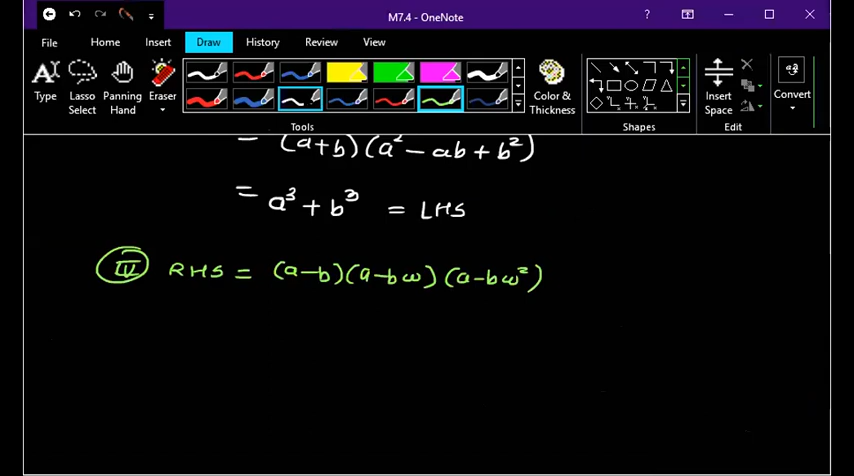 M7.4 - OneNote
File Home Insert Draw History Review View
Type Lasso Select Panning Hand Eraser Color & Thickness Insert Space Convert
Tools Shapes Edit
= (a+b)(a² - ab + b²)
= a³ + b³ = LHS
IV RHS = (a-b)(a-bω)(a-bω²)